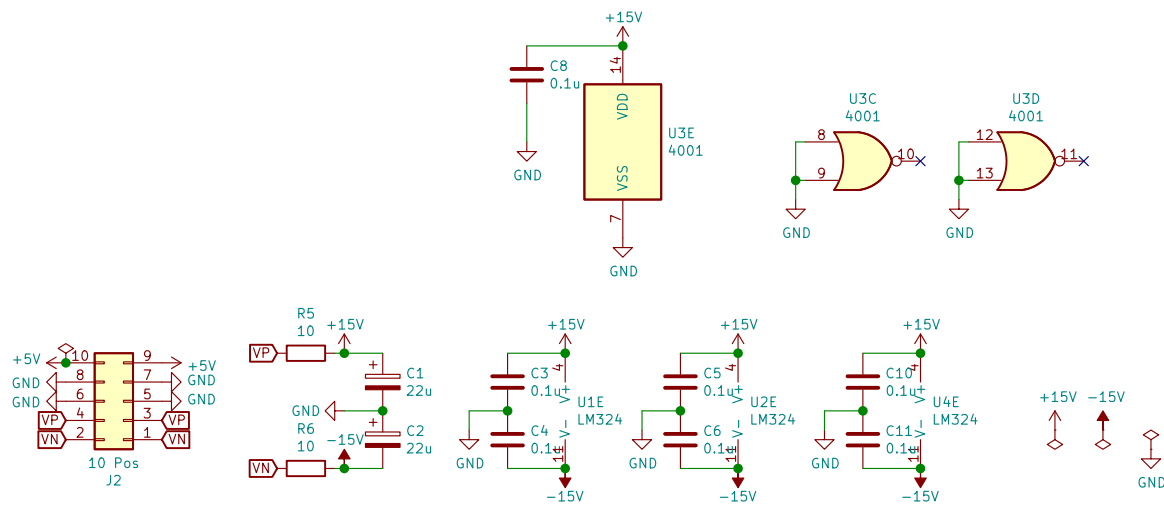 +15V
14
C8
0.1u
VDD
U3E
4001
VSS
7
GND
GND
U3C
4001
8
9
10
GND
U3D
4001
12
13
11
GND
+5V
10
9
+5V
GND
8
7
GND
GND
6
5
GND
VP
4
3
VP
VN
2
1
VN
10 Pos
J2
R5
10
+15V
VP
C1
22u
GND
R6
10
-15V
C2
22u
VN
+15V
4
C3
0.1u
V+
U1E
LM324
C4
0.1u
V-
11
GND
-15V
+15V
4
C5
0.1u
V+
U2E
LM324
C6
0.1u
V-
11
GND
-15V
+15V
4
C10
0.1u
V+
U4E
LM324
C11
0.1u
V-
11
GND
-15V
+15V
-15V
GND